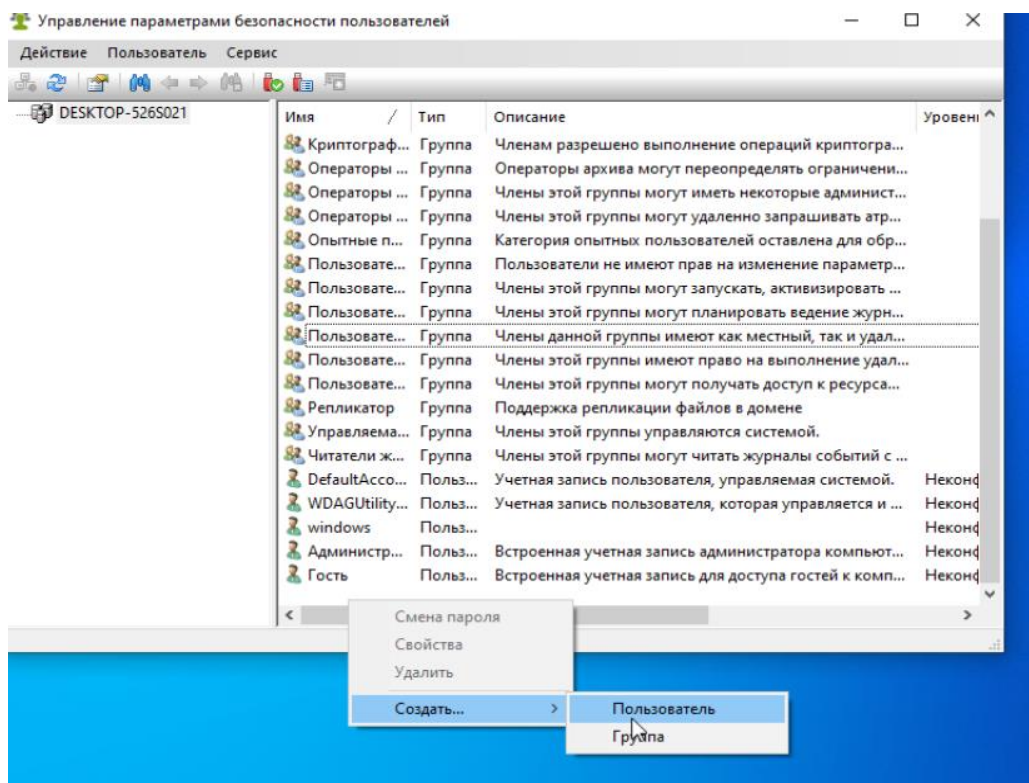 Управление параметрами безопасности пользователей
Действие Пользователь Сервис
DESKTOP-526S021
Имя / Тип Описание Уровень
Криптограф... Группа Членам разрешено выполнение операций криптогра...
Операторы ... Группа Операторы архива могут переопределять ограничени...
Операторы ... Группа Члены этой группы могут иметь некоторые админист...
Операторы ... Группа Члены этой группы могут удаленно запрашивать атр...
Опытные п... Группа Категория опытных пользователей оставлена для обр...
Пользовате... Группа Пользователи не имеют прав на изменение параметр...
Пользовате... Группа Члены этой группы могут запускать, активизировать ...
Пользовате... Группа Члены этой группы могут планировать ведение журн...
Пользовате... Группа Члены данной группы имеют как местный, так и удал...
Пользовате... Группа Члены этой группы имеют право на выполнение удал...
Пользовате... Группа Члены этой группы могут получать доступ к ресурса...
Репликатор Группа Поддержка репликации файлов в домене
Управляема... Группа Члены этой группы управляются системой.
Читатели ж... Группа Члены этой группы могут читать журналы событий с ...
DefaultAcco... Польз... Учетная запись пользователя, управляемая системой. Неконф
WDAGUtility... Польз... Учетная запись пользователя, которая управляется и ... Неконф
windows Польз... Неконф
Администр... Польз... Встроенная учетная запись администратора компьют... Неконф
Гость Польз... Встроенная учетная запись для доступа гостей к комп... Неконф
Смена пароля
Свойства
Удалить
Создать... Пользователь
Группа